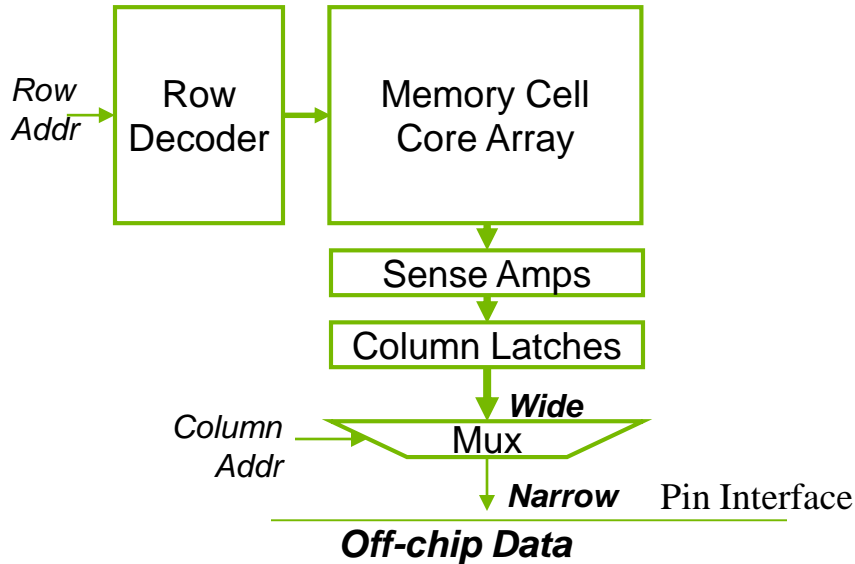 Row
Addr
Row
Decoder
Memory Cell
Core Array
Sense Amps
Column Latches
Wide
Column
Addr
Mux
Narrow
Pin Interface
Off-chip Data